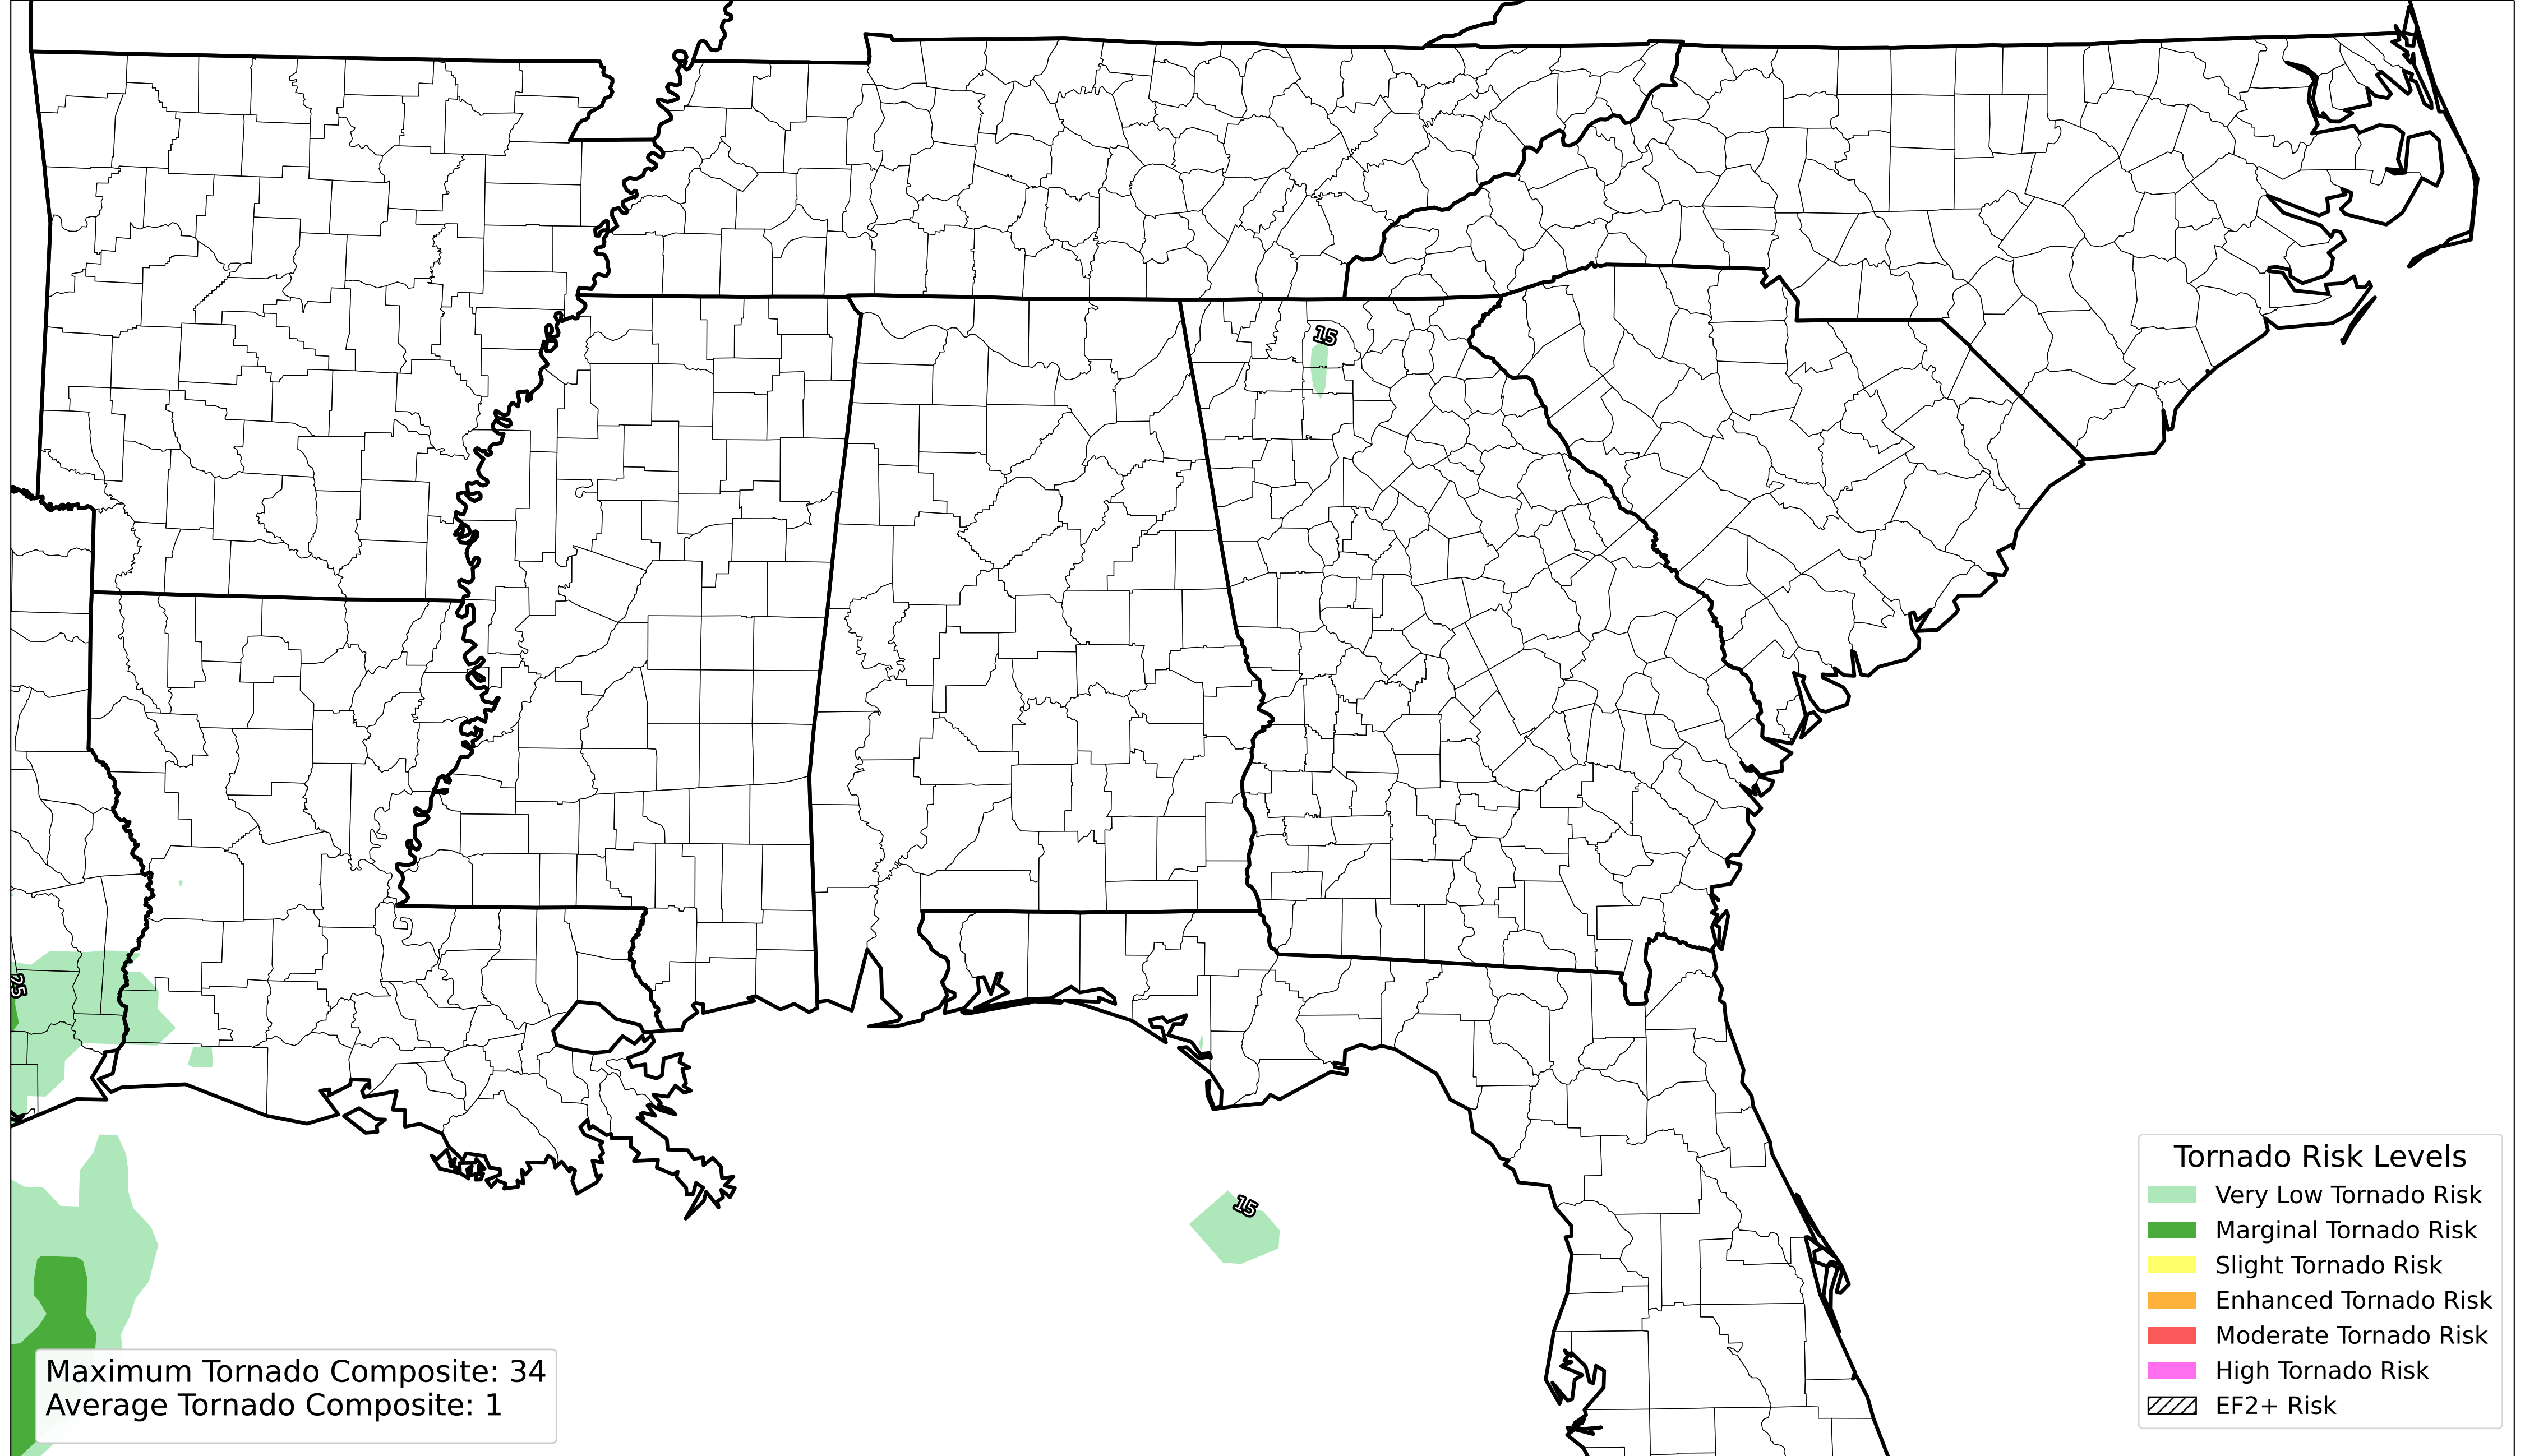 15
25
15
Tornado Risk Levels
Very Low Tornado Risk
Marginal Tornado Risk
Slight Tornado Risk
Enhanced Tornado Risk
Moderate Tornado Risk
High Tornado Risk
EF2+ Risk
Maximum Tornado Composite: 34
Average Tornado Composite: 1